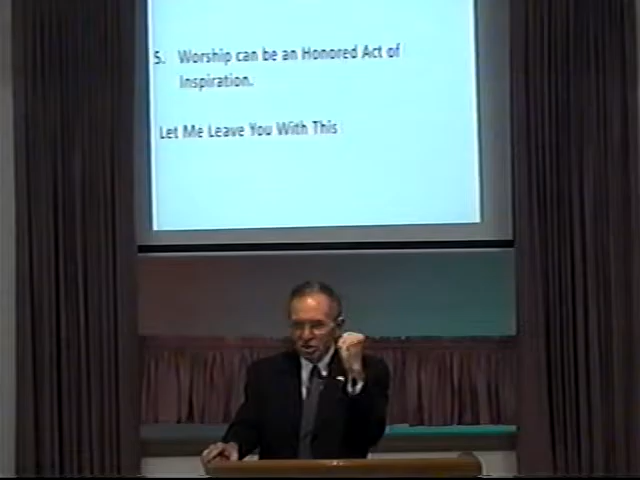 5. Worship can be an Honored Act of
Inspiration.
Let Me Leave You With This